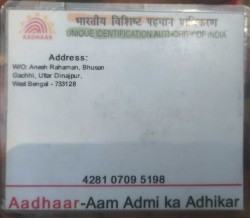 भारतीय विशिष्ट पहचान प्राधिकरण
UNIQUE IDENTIFICATION AUTHORITY OF INDIA
AADHAAR
Address:
W/O: Anesh Rahaman, Bhusan
Gachhi, Uttar Dinajpur,
West Bengal - 733128
4281 0709 5198
Aadhaar-Aam Admi ka Adhikar